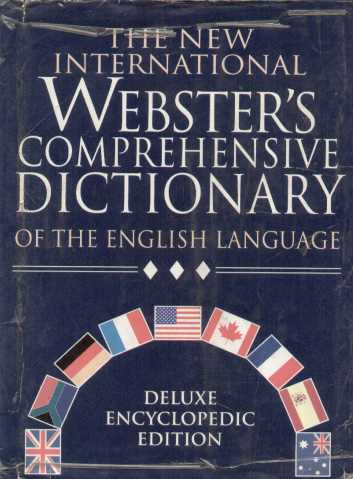 THE NEW
INTERNATIONAL
WEBSTER'S
COMPREHENSIVE
DICTIONARY
OF THE ENGLISH LANGUAGE
DELUXE
ENCYCLOPEDIC
EDITION